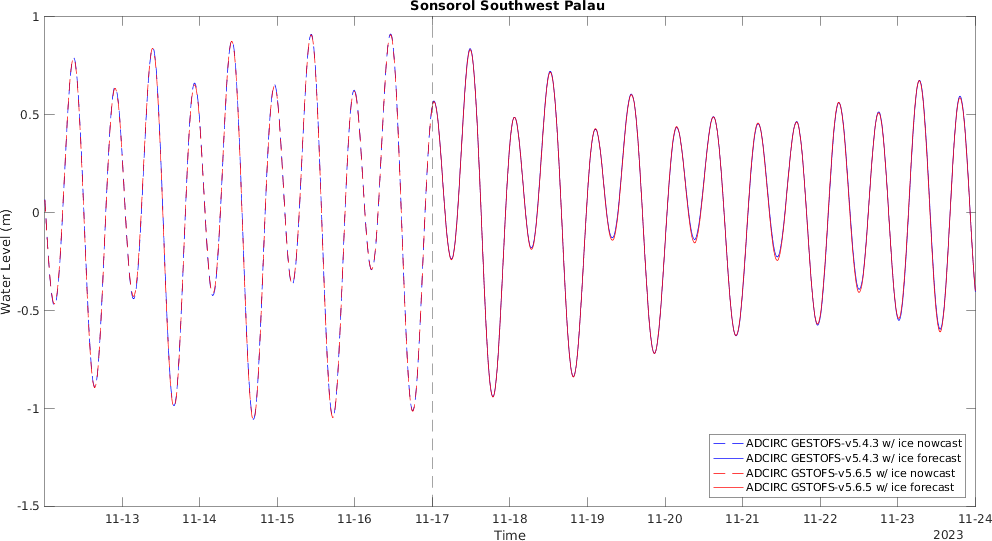 Sonsorol Southwest Palau
Water Level (m)
1
0.5
0
-0.5
-1
-1.5
ADCIRC GESTOFS-v5.4.3 w/ ice nowcast
ADCIRC GESTOFS-v5.4.3 w/ ice forecast
ADCIRC GSTOFS-v5.6.5 w/ ice nowcast
ADCIRC GSTOFS-v5.6.5 w/ ice forecast
11-13 11-14 11-15 11-16 11-17 11-18 11-19 11-20 11-21 11-22 11-23 11-24
Time
2023